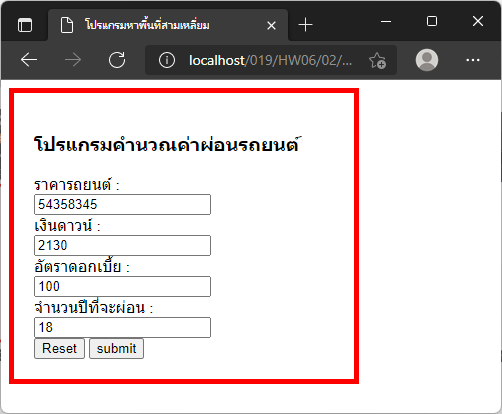 โปรแกรมหาพื้นที่สามเหลี่ยม
localhost/019/HW06/02/...
โปรแกรมคำนวณค่าผ่อนรถยนต์
ราคารถยนต์ :
54358345
เงินดาวน์ :
2130
อัตราดอกเบี้ย :
100
จำนวนปีที่จะผ่อน :
18
Reset submit